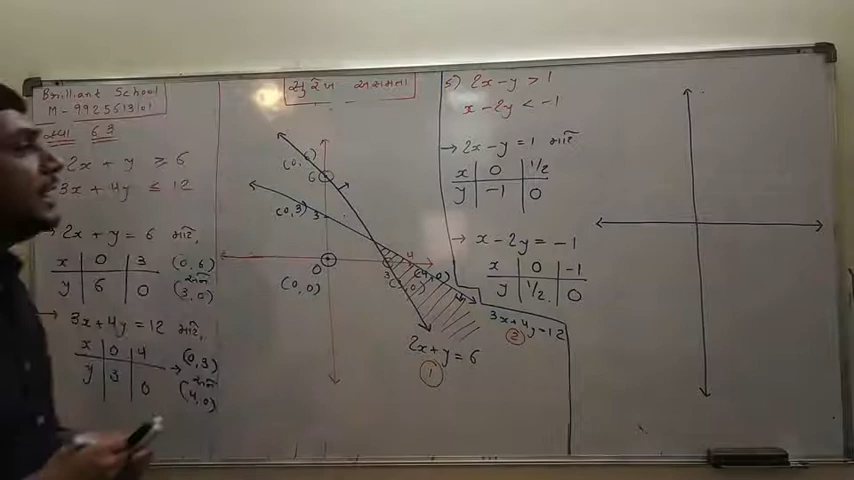 Brilliant School
સુરેખ અસમતા
2x + y ≥ 6
3x + 4y ≤ 12
→ 2x + y = 6 માટે,
x | 0 | 3
y | 6 | 0
(0,6)
અને
(3,0)
→ 3x + 4y = 12 માટે,
x | 0 | 4
y | 3 | 0
→ (0,3)
અને
(4,0)
(0,6)
6
(0,3)
3
0
(0,0)
3
(3,0)
4
(4,0)
2x + y = 6
1
3x + 4y = 12
2
5) 2x - y > 1
x - 2y < -1
→ 2x - y = 1 માટે
x | 0 | 1/2
y | -1 | 0
→ x - 2y = -1
x | 0 | -1
y | 1/2 | 0